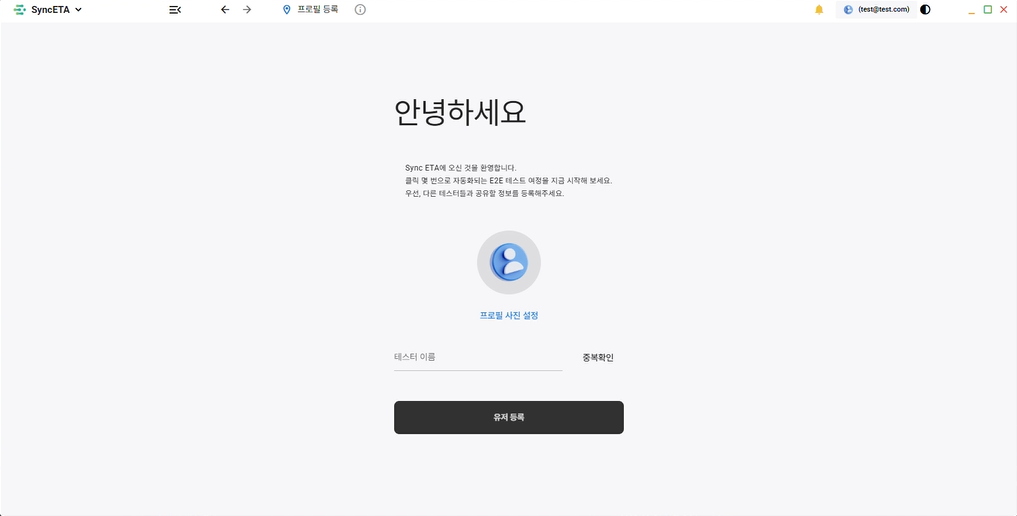 SyncETA
프로필 등록
(test@test.com)
안녕하세요
Sync ETA에 오신 것을 환영합니다.
클릭 몇 번으로 자동화되는 E2E 테스트 여정을 지금 시작해 보세요.
우선, 다른 테스터들과 공유할 정보를 등록해주세요.
프로필 사진 설정
테스터 이름
중복확인
유저 등록